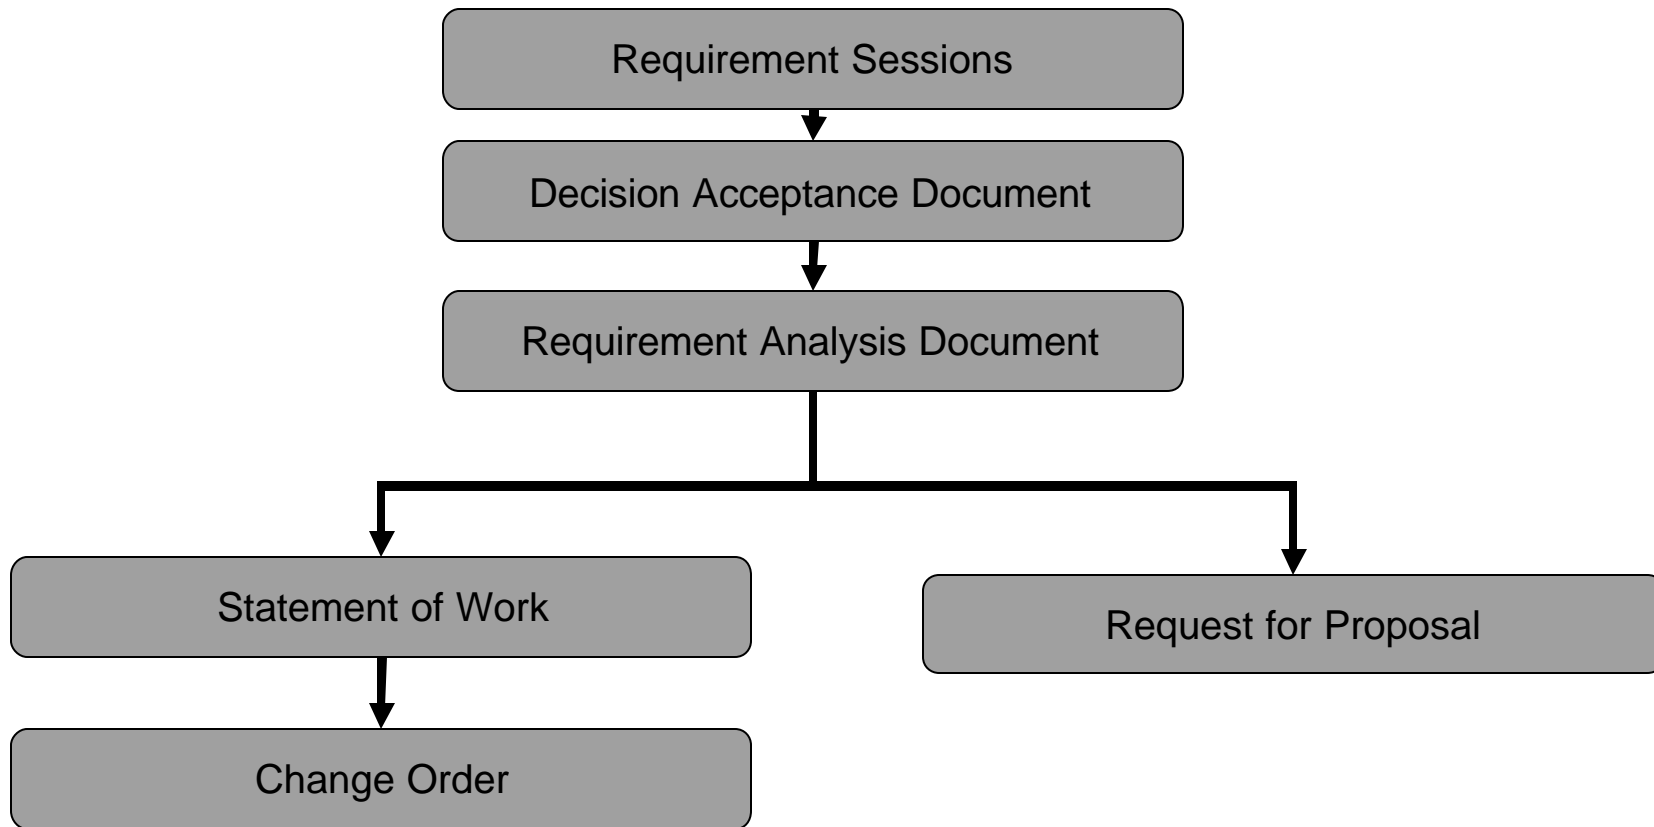 Requirement Sessions
Decision Acceptance Document
Requirement Analysis Document
Statement of Work
Request for Proposal
Change Order